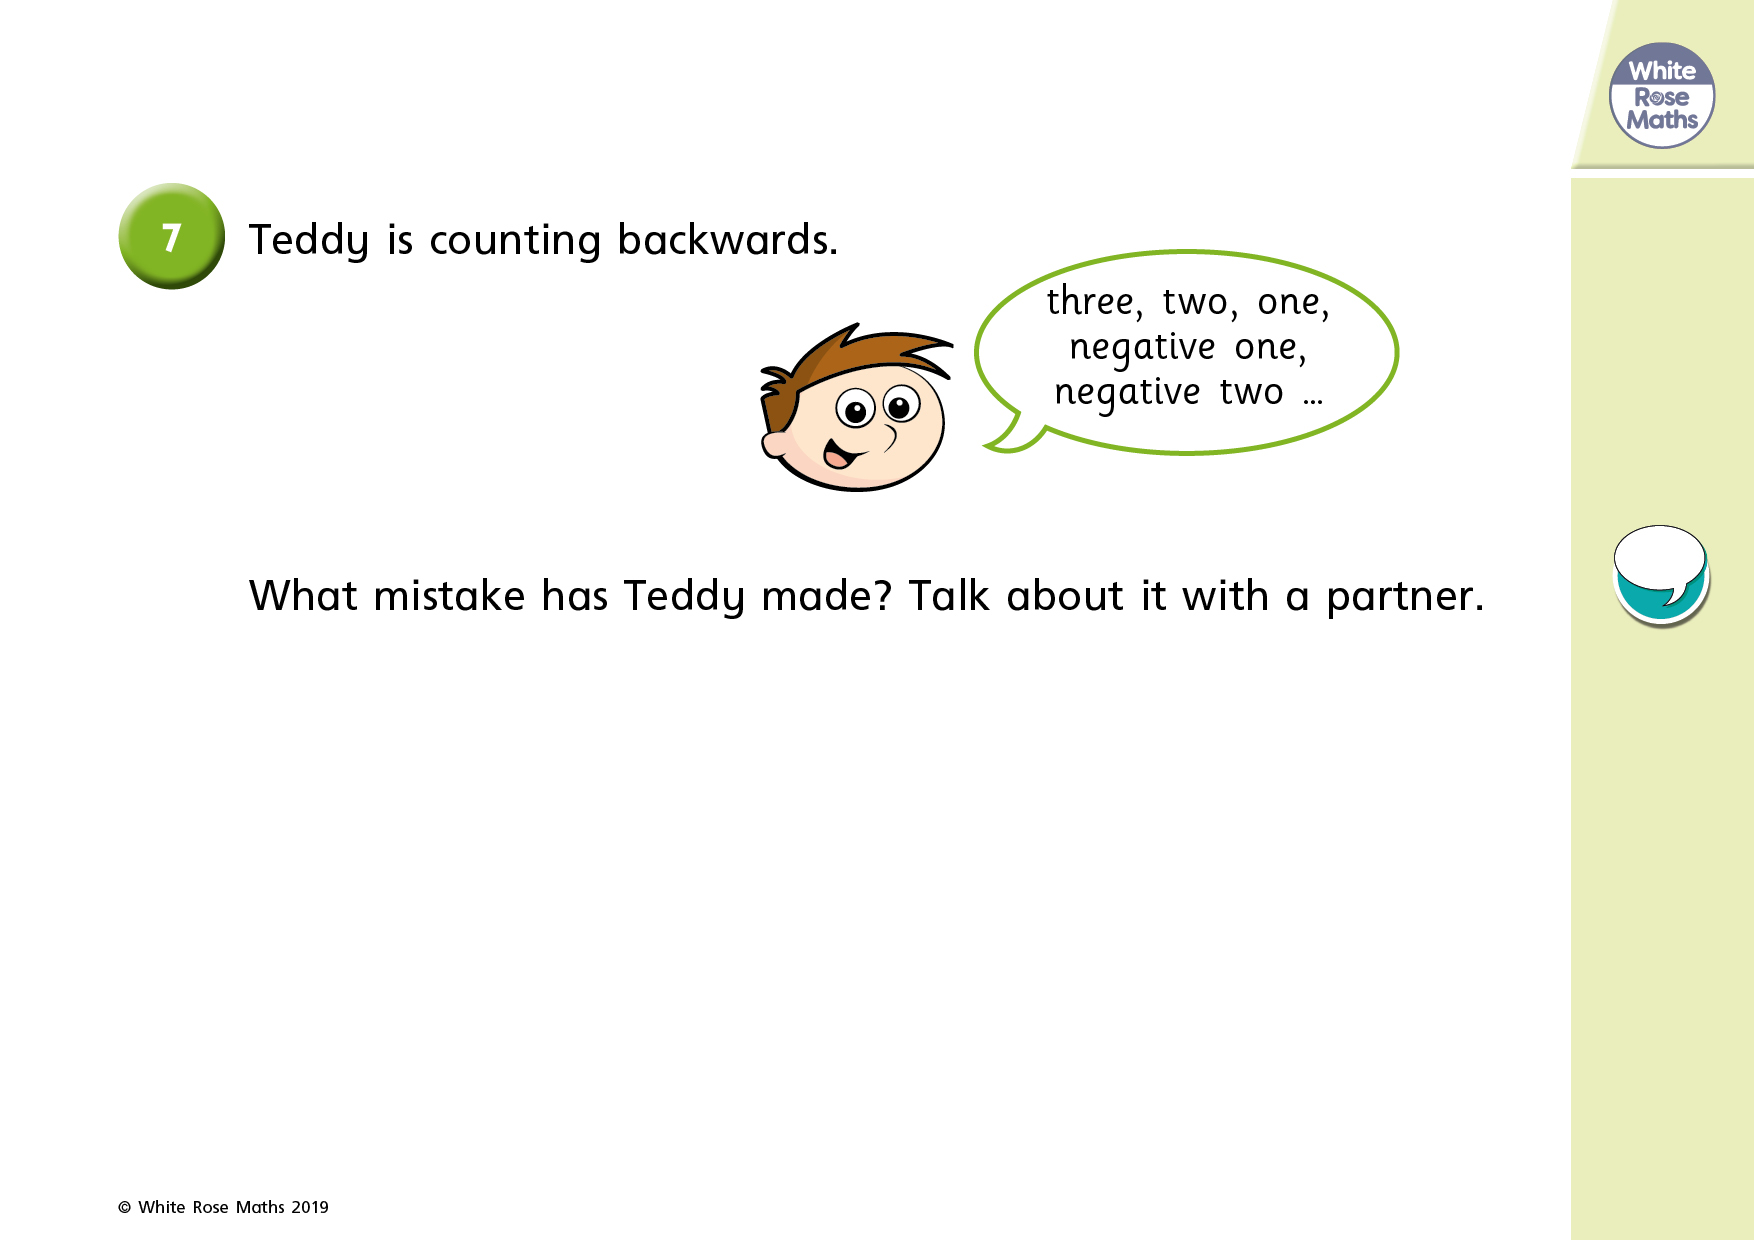 White
Rose
Maths
7 Teddy is counting backwards.
three, two, one,
negative one,
negative two ...
What mistake has Teddy made? Talk about it with a partner.
© White Rose Maths 2019